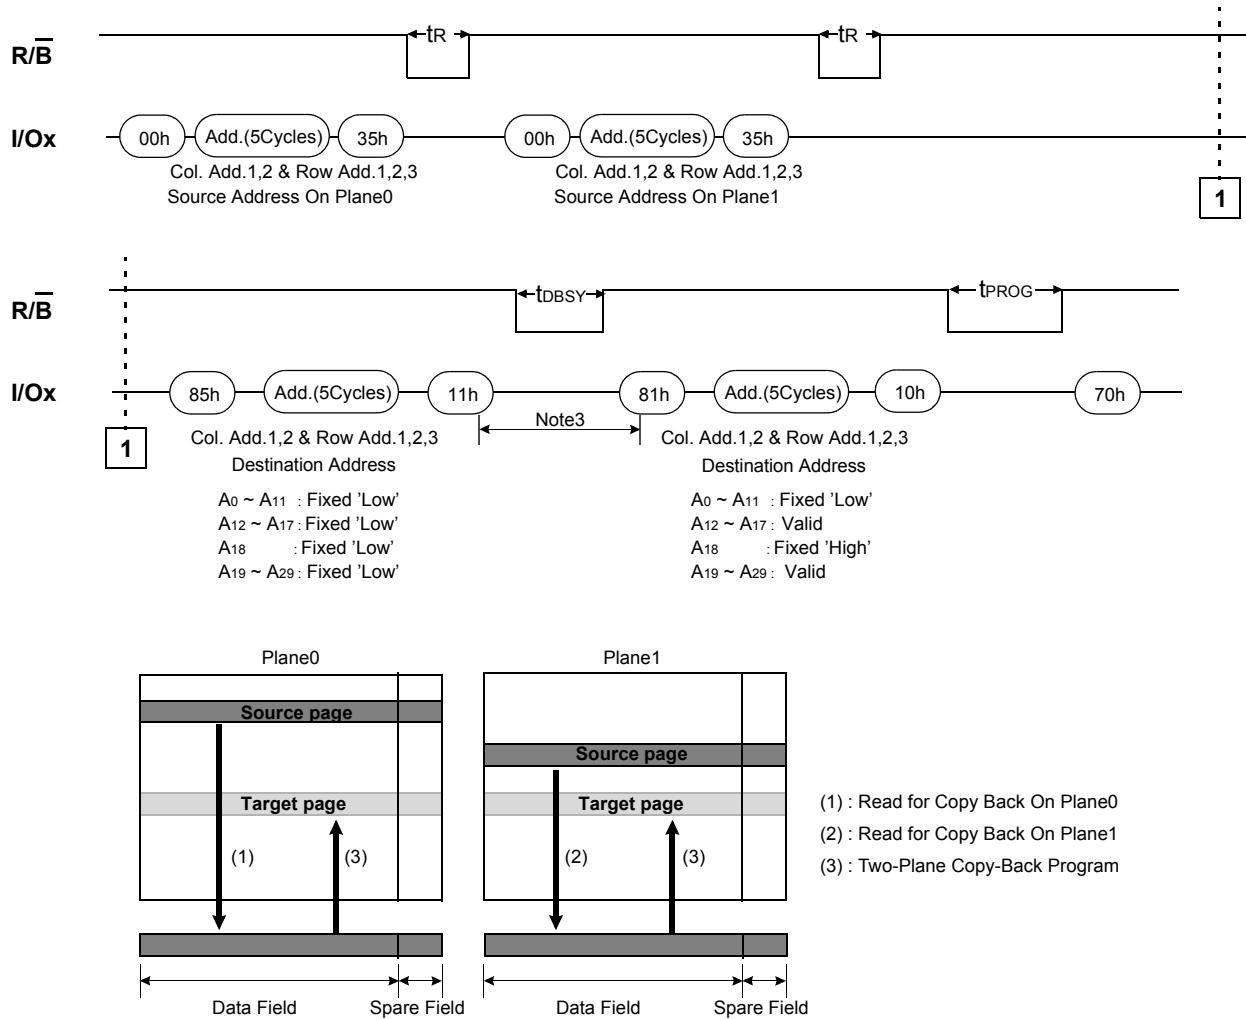 R/B tR tR
I/Ox 00h Add.(5Cycles) 35h 00h Add.(5Cycles) 35h
Col. Add.1,2 & Row Add.1,2,3 Col. Add.1,2 & Row Add.1,2,3
Source Address On Plane0 Source Address On Plane1
1
R/B tDBSY tPROG
I/Ox 85h Add.(5Cycles) 11h 81h Add.(5Cycles) 10h 70h
Note3
1
Col. Add.1,2 & Row Add.1,2,3 Col. Add.1,2 & Row Add.1,2,3
Destination Address Destination Address
A0 ~ A11 : Fixed 'Low' A0 ~ A11 : Fixed 'Low'
A12 ~ A17 : Fixed 'Low' A12 ~ A17 : Valid
A18 : Fixed 'Low' A18 : Fixed 'High'
A19 ~ A29 : Fixed 'Low' A19 ~ A29 : Valid
Plane0 Plane1
Source page
Source page
Target page Target page
(1) : Read for Copy Back On Plane0
(2) : Read for Copy Back On Plane1
(1) (3) (2) (3)
(3) : Two-Plane Copy-Back Program
Data Field Spare Field Data Field Spare Field